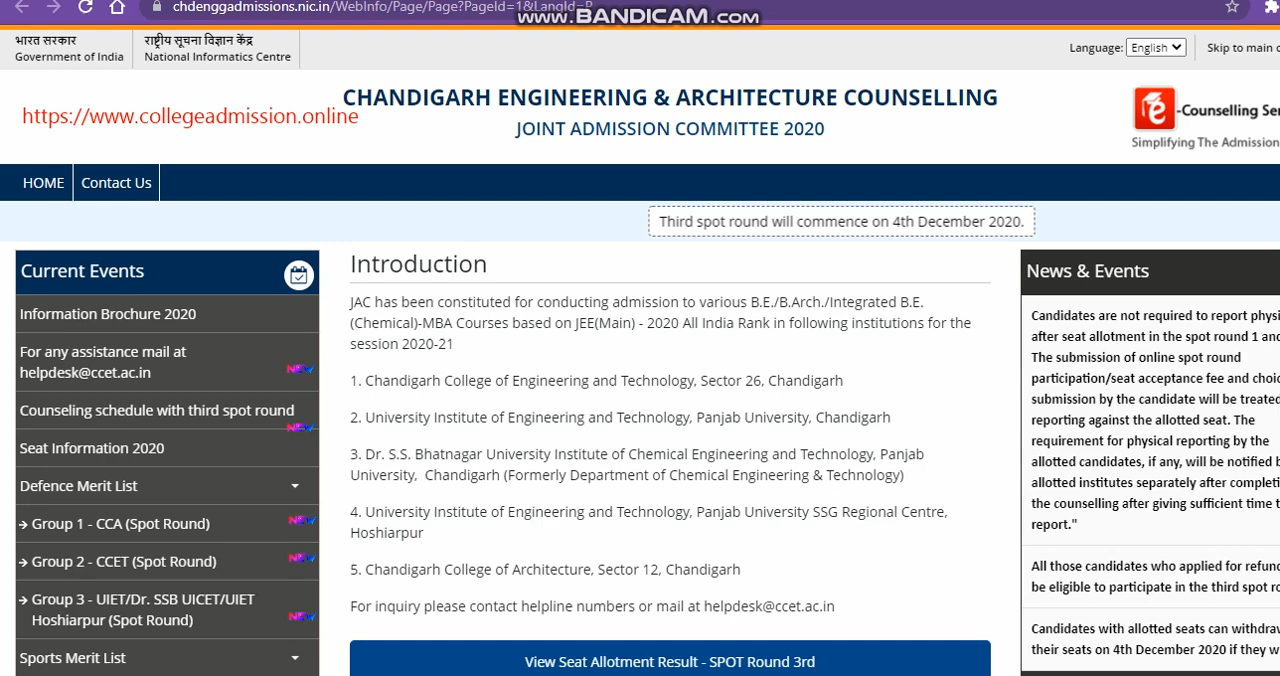 chdenggadmissions.nic.in/WebInfo/Page/Page?PageId=1&LangId=P
www.BANDICAM.com
भारत सरकार
Government of India
राष्ट्रीय सूचना विज्ञान केंद्र
National Informatics Centre
Language: English
Skip to main
https://www.collegeadmission.online
CHANDIGARH ENGINEERING & ARCHITECTURE COUNSELLING
JOINT ADMISSION COMMITTEE 2020
-Counselling Ser
Simplifying The Admission
HOME
Contact Us
Third spot round will commence on 4th December 2020.
Current Events
Information Brochure 2020
For any assistance mail at
helpdesk@ccet.ac.in
NEW
Counseling schedule with third spot round
NEW
Seat Information 2020
Defence Merit List
Group 1 - CCA (Spot Round)
NEW
Group 2 - CCET (Spot Round)
NEW
Group 3 - UIET/Dr. SSB UICET/UIET
Hoshiarpur (Spot Round)
NEW
Sports Merit List
Introduction
JAC has been constituted for conducting admission to various B.E./B.Arch./Integrated B.E.
(Chemical)-MBA Courses based on JEE(Main) - 2020 All India Rank in following institutions for the
session 2020-21
1. Chandigarh College of Engineering and Technology, Sector 26, Chandigarh
2. University Institute of Engineering and Technology, Panjab University, Chandigarh
3. Dr. S.S. Bhatnagar University Institute of Chemical Engineering and Technology, Panjab
University, Chandigarh (Formerly Department of Chemical Engineering & Technology)
4. University Institute of Engineering and Technology, Panjab University SSG Regional Centre,
Hoshiarpur
5. Chandigarh College of Architecture, Sector 12, Chandigarh
For inquiry please contact helpline numbers or mail at helpdesk@ccet.ac.in
View Seat Allotment Result - SPOT Round 3rd
News & Events
Candidates are not required to report physi
after seat allotment in the spot round 1 and
The submission of online spot round
participation/seat acceptance fee and choic
submission by the candidate will be treated
reporting against the allotted seat. The
requirement for physical reporting by the
allotted candidates, if any, will be notified b
allotted institutes separately after completi
the counselling after giving sufficient time t
report."
All those candidates who applied for refund
be eligible to participate in the third spot ro
Candidates with allotted seats can withdraw
their seats on 4th December 2020 if they w